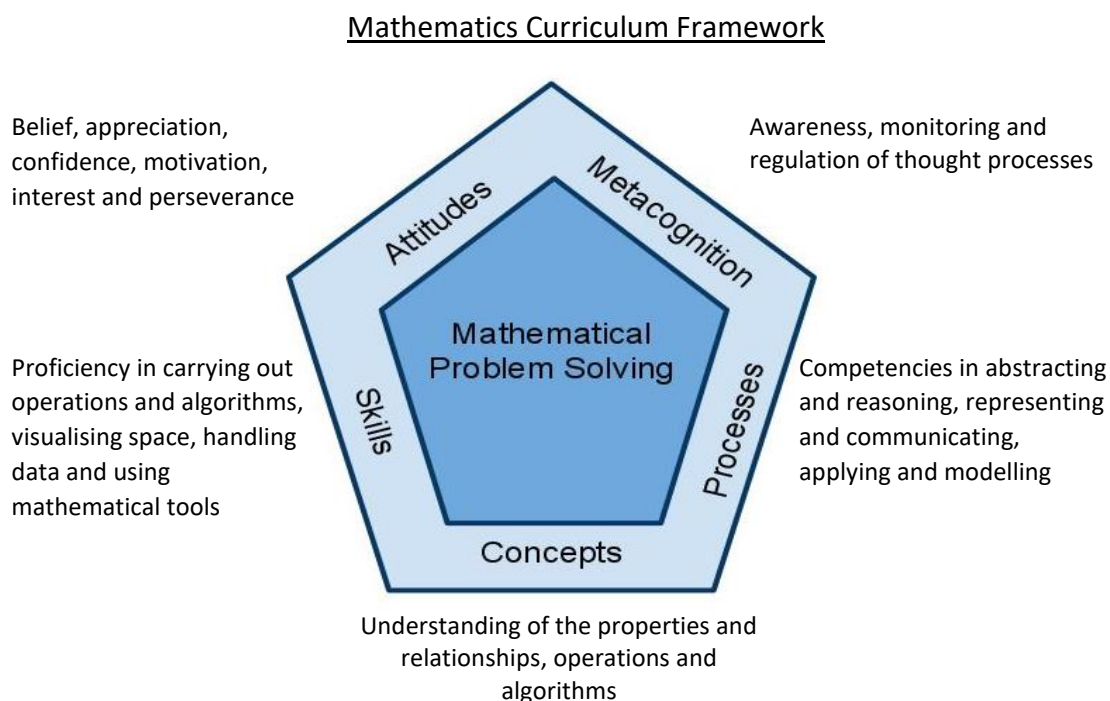 Mathematics Curriculum Framework
Belief, appreciation,
confidence, motivation,
interest and perseverance
Awareness, monitoring and
regulation of thought processes
Attitudes
Metacognition
Mathematical
Problem Solving
Proficiency in carrying out
operations and algorithms,
visualising space, handling
data and using
mathematical tools
Skills
Processes
Competencies in abstracting
and reasoning, representing
and communicating,
applying and modelling
Concepts
Understanding of the properties and
relationships, operations and
algorithms